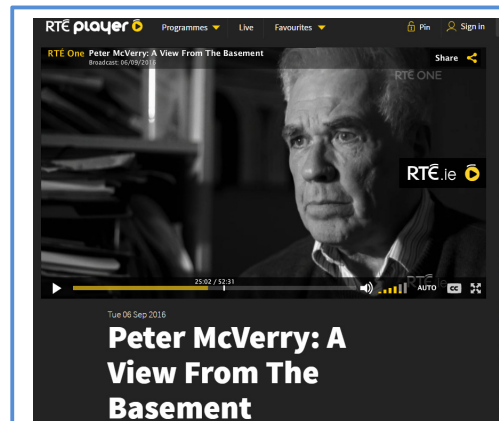 RTÉ player
Programmes Live Favourites Pin Sign in
RTÉ One Peter McVerry: A View From The Basement
Broadcast: 06/09/2016
Share
RTÉ ONE
RTÉ.ie
25:02 / 52:31
AUTO CC
Tue 06 Sep 2016
Peter McVerry: A
View From The
Basement